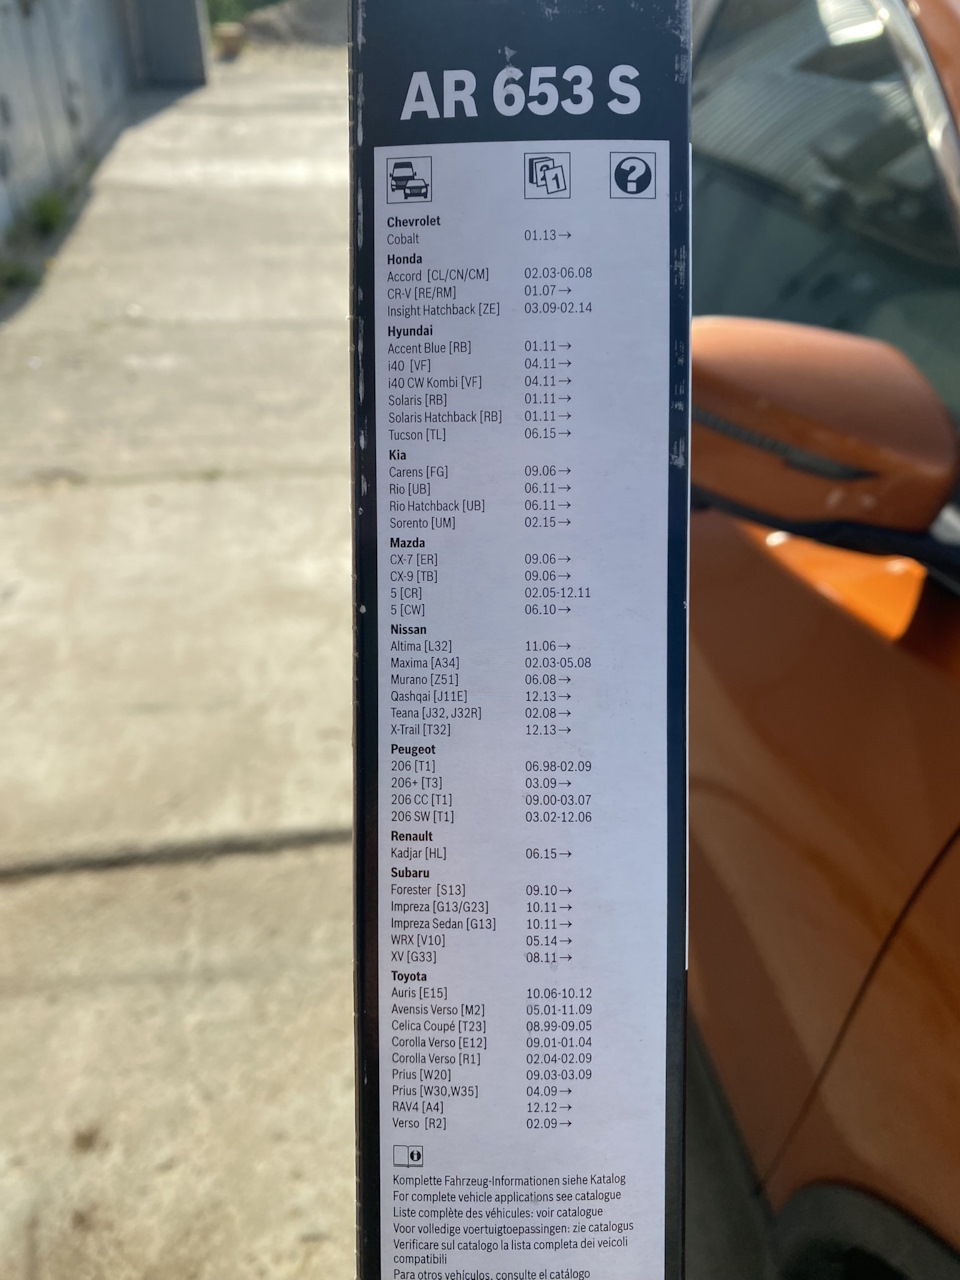 AR 653 S
Chevrolet
Cobalt 01.13→
Honda
Accord [CL/CN/CM] 02.03-06.08
CR-V [RE/RM] 01.07→
Insight Hatchback [ZE] 03.09-02.14
Hyundai
Accent Blue [RB] 01.11→
i40 [VF] 04.11→
i40 CW Kombi [VF] 04.11→
Solaris [RB] 01.11→
Solaris Hatchback [RB] 01.11→
Tucson [TL] 06.15→
Kia
Carens [FG] 09.06→
Rio [UB] 06.11→
Rio Hatchback [UB] 06.11→
Sorento [UM] 02.15→
Mazda
CX-7 [ER] 09.06→
CX-9 [TB] 09.06→
5 [CR] 02.05-12.11
5 [CW] 06.10→
Nissan
Altima [L32] 11.06→
Maxima [A34] 02.03-05.08
Murano [Z51] 06.08→
Qashqai [J11E] 12.13→
Teana [J32, J32R] 02.08→
X-Trail [T32] 12.13→
Peugeot
206 [T1] 06.98-02.09
206+ [T3] 03.09→
206 CC [T1] 09.00-03.07
206 SW [T1] 03.02-12.06
Renault
Kadjar [HL] 06.15→
Subaru
Forester [S13] 09.10→
Impreza [G13/G23] 10.11→
Impreza Sedan [G13] 10.11→
WRX [V10] 05.14→
XV [G33] 08.11→
Toyota
Auris [E15] 10.06-10.12
Avensis Verso [M2] 05.01-11.09
Celica Coupé [T23] 08.99-09.05
Corolla Verso [E12] 09.01-01.04
Corolla Verso [R1] 02.04-02.09
Prius [W20] 09.03-03.09
Prius [W30,W35] 04.09→
RAV4 [A4] 12.12→
Verso [R2] 02.09→
Komplette Fahrzeug-Informationen siehe Katalog
For complete vehicle applications see catalogue
Liste complète des véhicules: voir catalogue
Voor volledige voertuigtoepassingen: zie catalogus
Verificare sul catalogo la lista completa dei veicoli
compatibili
Para otros vehículos, consulte el catálogo